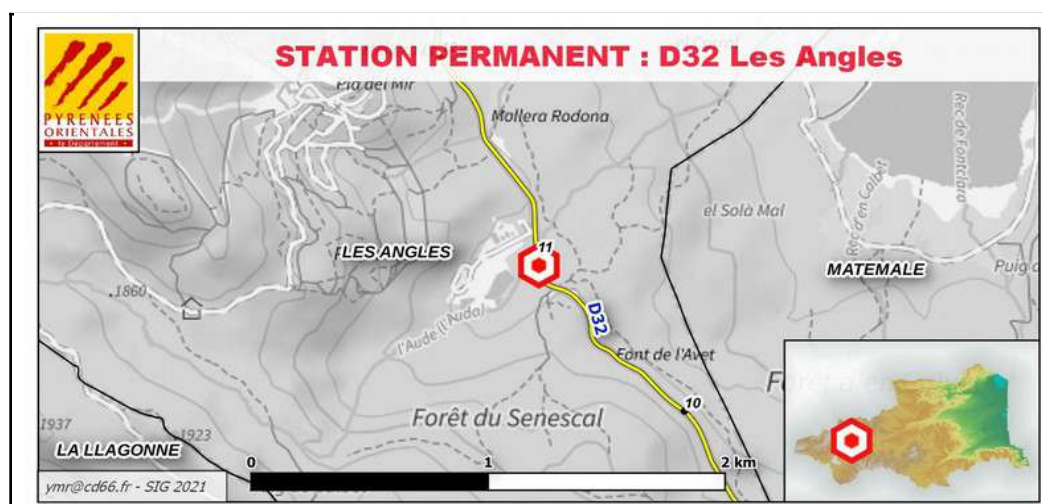 STATION PERMANENT : D32 Les Angles
PYRENEES
ORIENTALES
le Département
Pla del Mir
Mollera Rodona
Rec de Fontclara
Rec d'en Calbet
el Solà Mal
LES ANGLES
11
MATEMALE
Puig d
1860
l'Aude (l'Auda)
D32
Font de l'Avet
10
Forêt du Senescal
1937
1923
LA LLAGONNE
0 1 2 km
ymr@cd66.fr - SIG 2021